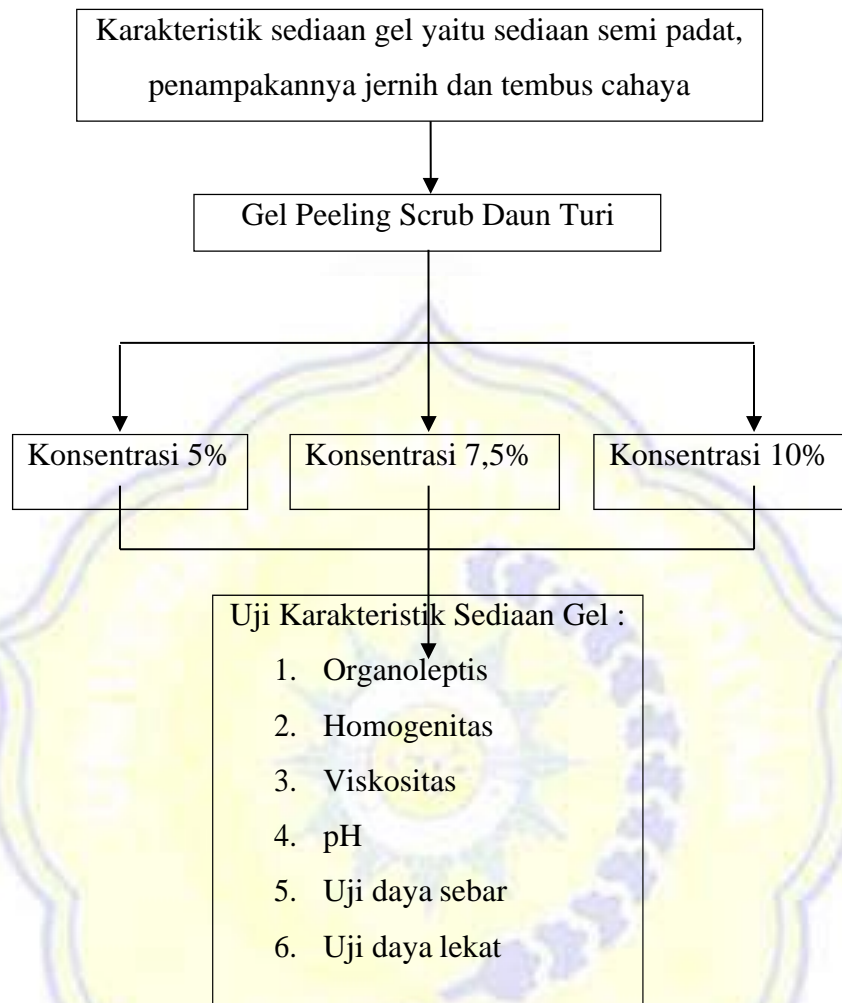 Karakteristik sediaan gel yaitu sediaan semi padat,
penampakannya jernih dan tembus cahaya
Gel Peeling Scrub Daun Turi
Konsentrasi 5%
Konsentrasi 7,5%
Konsentrasi 10%
Uji Karakteristik Sediaan Gel :
1. Organoleptis
2. Homogenitas
3. Viskositas
4. pH
5. Uji daya sebar
6. Uji daya lekat